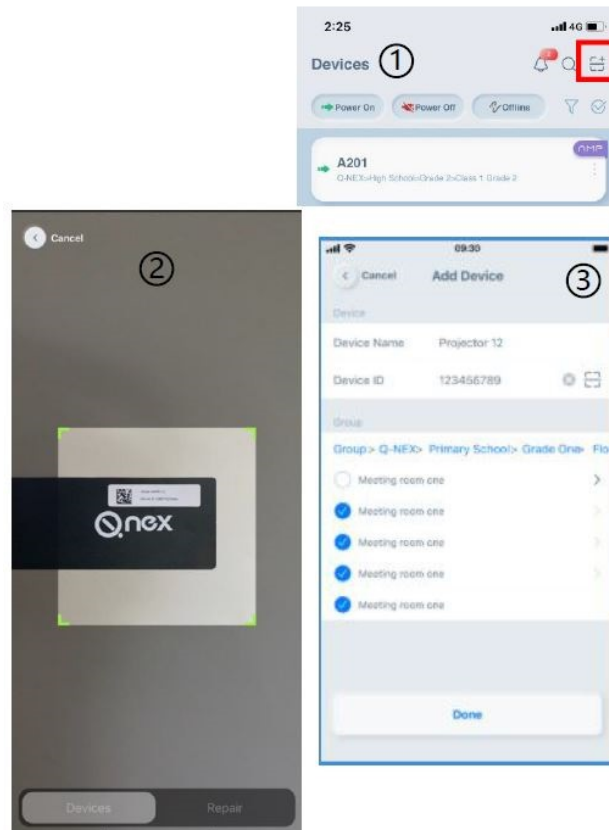 2:25
4G
Devices ①
Power On
Power Off
Offline
A201
Q-NEX>High School>Grade 2>Class 1 Grade 2
Cancel
②
Qnex
Devices
Repair
09:30
Cancel
Add Device
③
Device
Device Name
Projector 12
Device ID
123456789
Group
Group> Q-NEX> Primary School> Grade One> Flo
Meeting room one
Meeting room one
Meeting room one
Meeting room one
Meeting room one
Done